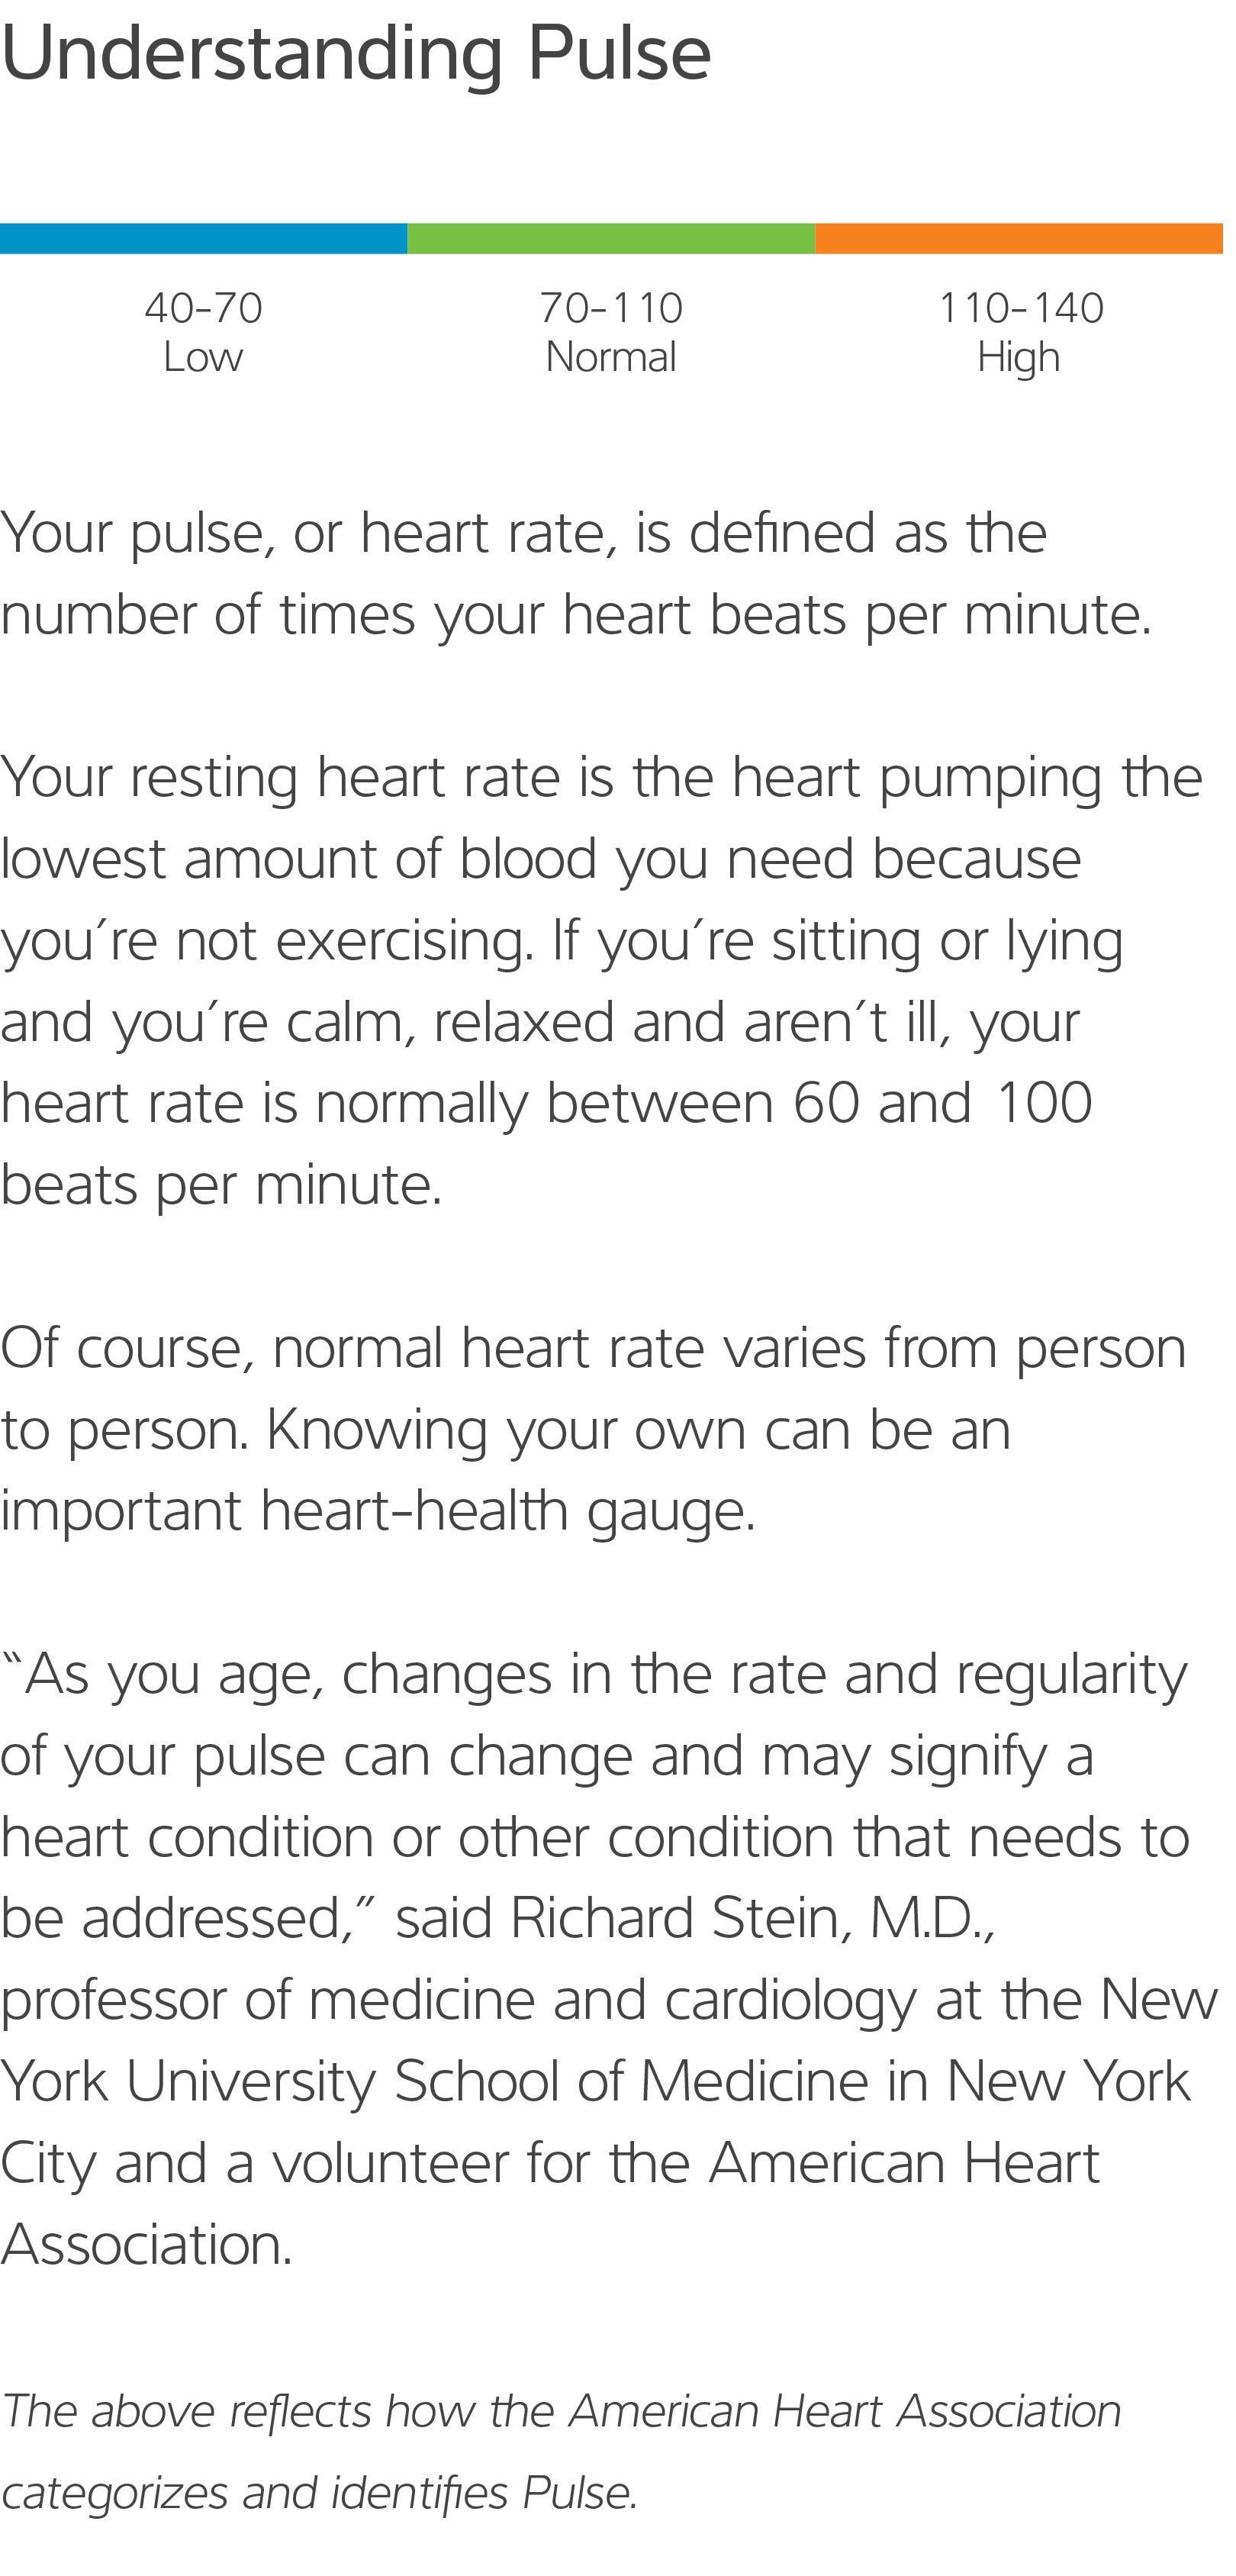 Understanding Pulse
40-70 70-110 110-140
Low Normal High
Your pulse, or heart rate, is defined as the
number of times your heart beats per minute.
Your resting heart rate is the heart pumping the
lowest amount of blood you need because
you′re not exercising. If you′re sitting or lying
and you′re calm, relaxed and aren′t ill, your
heart rate is normally between 60 and 100
beats per minute.
Of course, normal heart rate varies from person
to person. Knowing your own can be an
important heart-health gauge.
‶As you age, changes in the rate and regularity
of your pulse can change and may signify a
heart condition or other condition that needs to
be addressed,″ said Richard Stein, M.D.,
professor of medicine and cardiology at the New
York University School of Medicine in New York
City and a volunteer for the American Heart
Association.
The above reflects how the American Heart Association
categorizes and identifies Pulse.